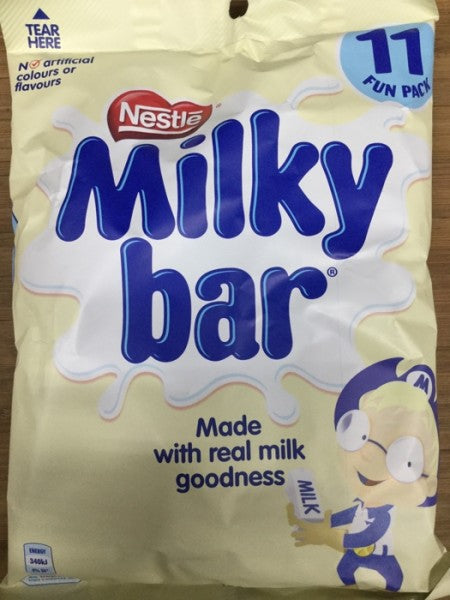 TEAR
HERE
No artificial
colours or
flavours
11
FUN PACK
Nestlé
Milky
bar®
Made
with real milk
goodness
MILK
M
ENERGY
340kJ